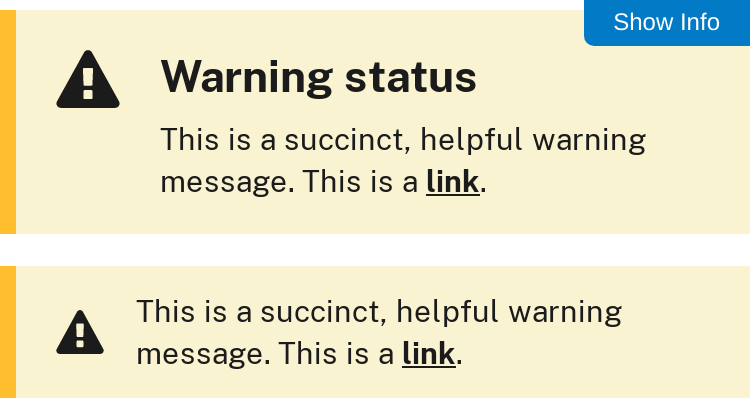 Show Info
Warning status
This is a succinct, helpful warning
message. This is a link.
This is a succinct, helpful warning
message. This is a link.